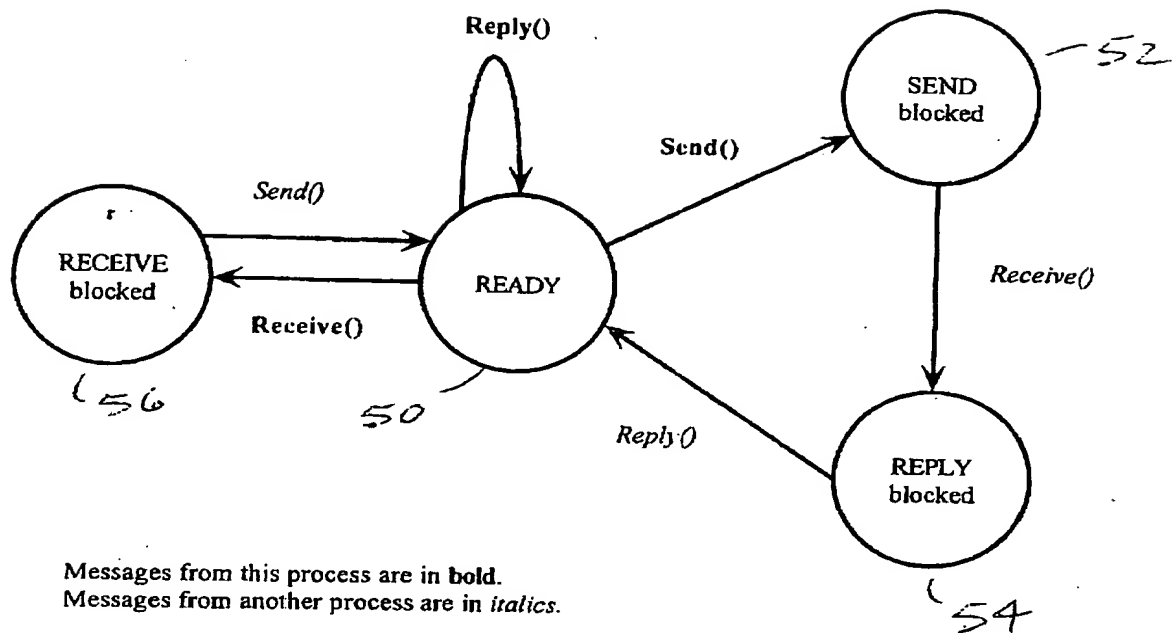 Reply()
52
SEND
blocked
Send()
Send()
r
RECEIVE
blocked
READY
Receive()
Receive()
56
50
Reply()
REPLY
blocked
Messages from this process are in bold.
Messages from another process are in italics.
54